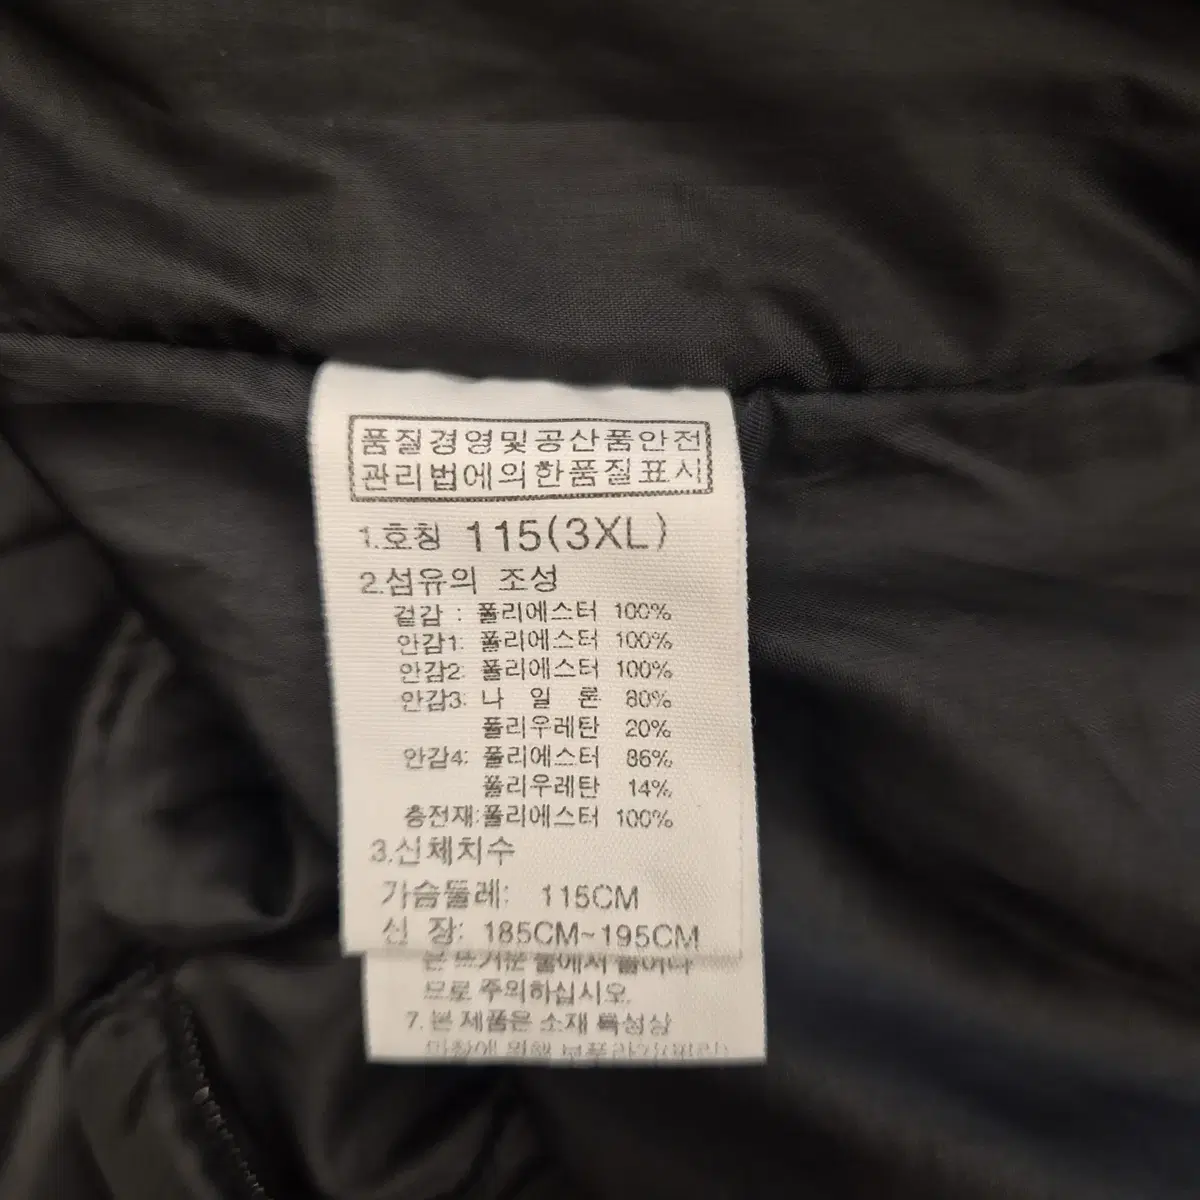 품질경영및공산품안전
관리법에의한품질표시
1.호칭 115(3XL)
2.섬유의 조성
겉감 : 폴리에스터 100%
안감1: 폴리에스터 100%
안감2: 폴리에스터 100%
안감3: 나 일 론 80%
폴리우레탄 20%
안감4: 폴리에스터 86%
폴리우레탄 14%
충전재:폴리에스터 100%
3.신체치수
가슴둘레: 115CM
신 장: 185CM~195CM
물에서
므로 주의하십시오.
7.본 제품은 소재 특성상